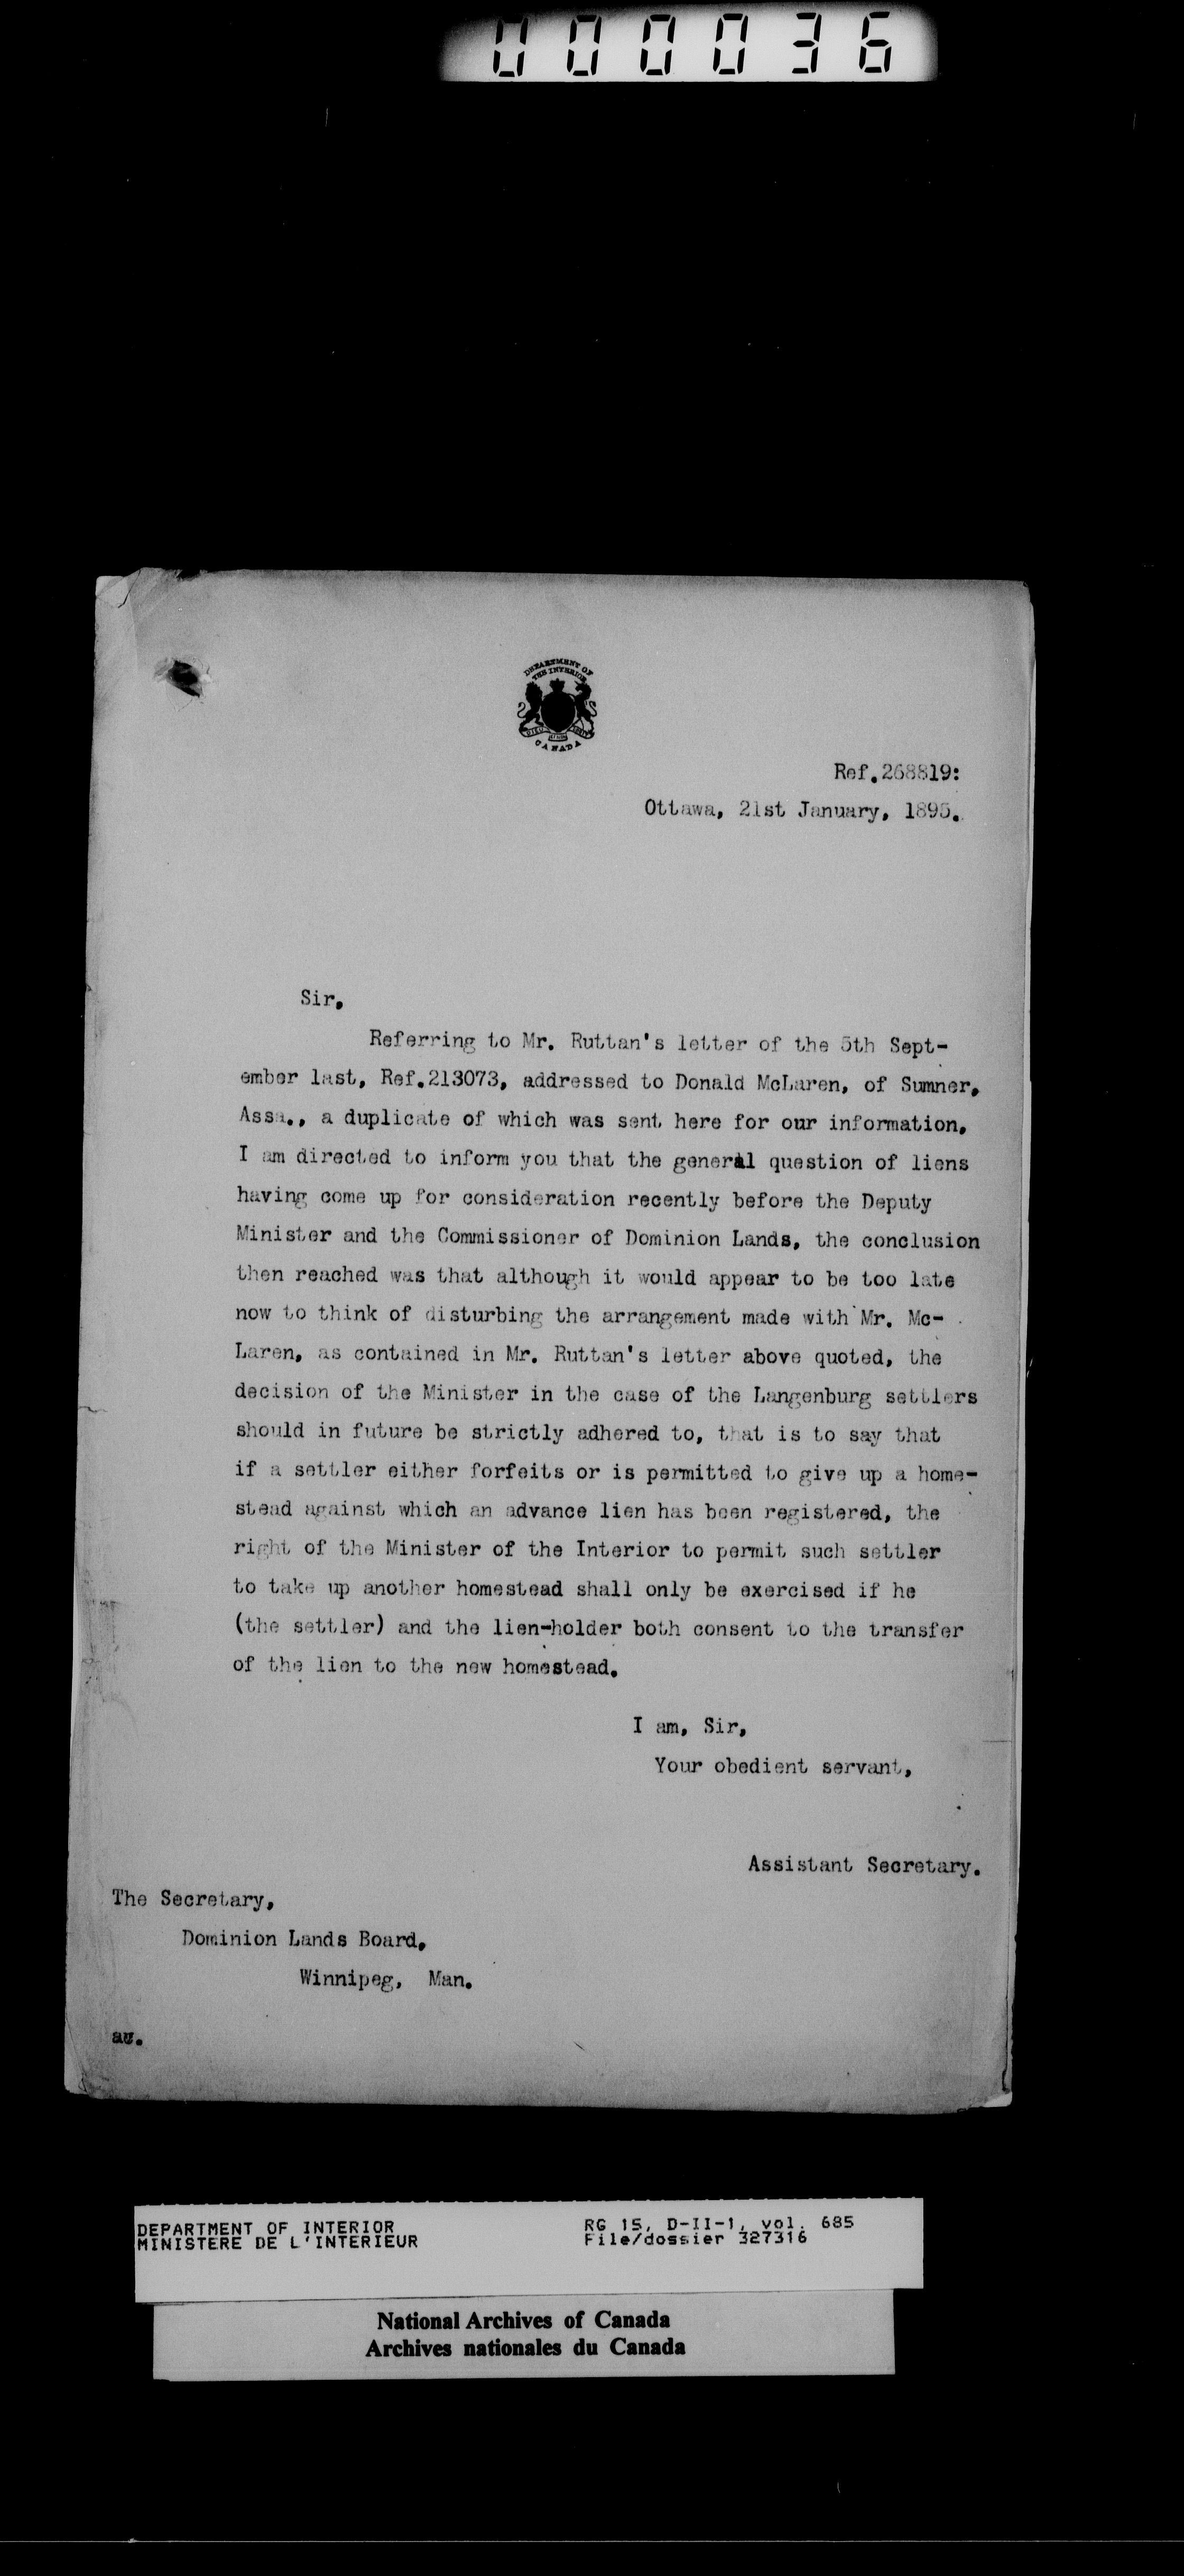 000036
DEPARTMENT OF
THE INTERIOR
CANADA
Ref.268819:
Ottawa, 21st January, 1895.
Sir,
Referring to Mr. Ruttan's letter of the 5th Sept-
ember last, Ref.213073, addressed to Donald McLaren, of Sumner,
Assa., a duplicate of which was sent here for our information,
I am directed to inform you that the general question of liens
having come up for consideration recently before the Deputy
Minister and the Commissioner of Dominion Lands, the conclusion
then reached was that although it would appear to be too late
now to think of disturbing the arrangement made with Mr. Mc-
Laren, as contained in Mr. Ruttan's letter above quoted, the
decision of the Minister in the case of the Langenburg settlers
should in future be strictly adhered to, that is to say that
if a settler either forfeits or is permitted to give up a home-
stead against which an advance lien has been registered, the
right of the Minister of the Interior to permit such settler
to take up another homestead shall only be exercised if he
(the settler) and the lien-holder both consent to the transfer
of the lien to the new homestead.
I am, Sir,
Your obedient servant,
Assistant Secretary.
The Secretary,
Dominion Lands Board,
Winnipeg, Man.
DEPARTMENT OF INTERIOR
MINISTERE DE L'INTERIEUR
RG 15, D-II-1, vol. 685
File/dossier 327316
National Archives of Canada
Archives nationales du Canada